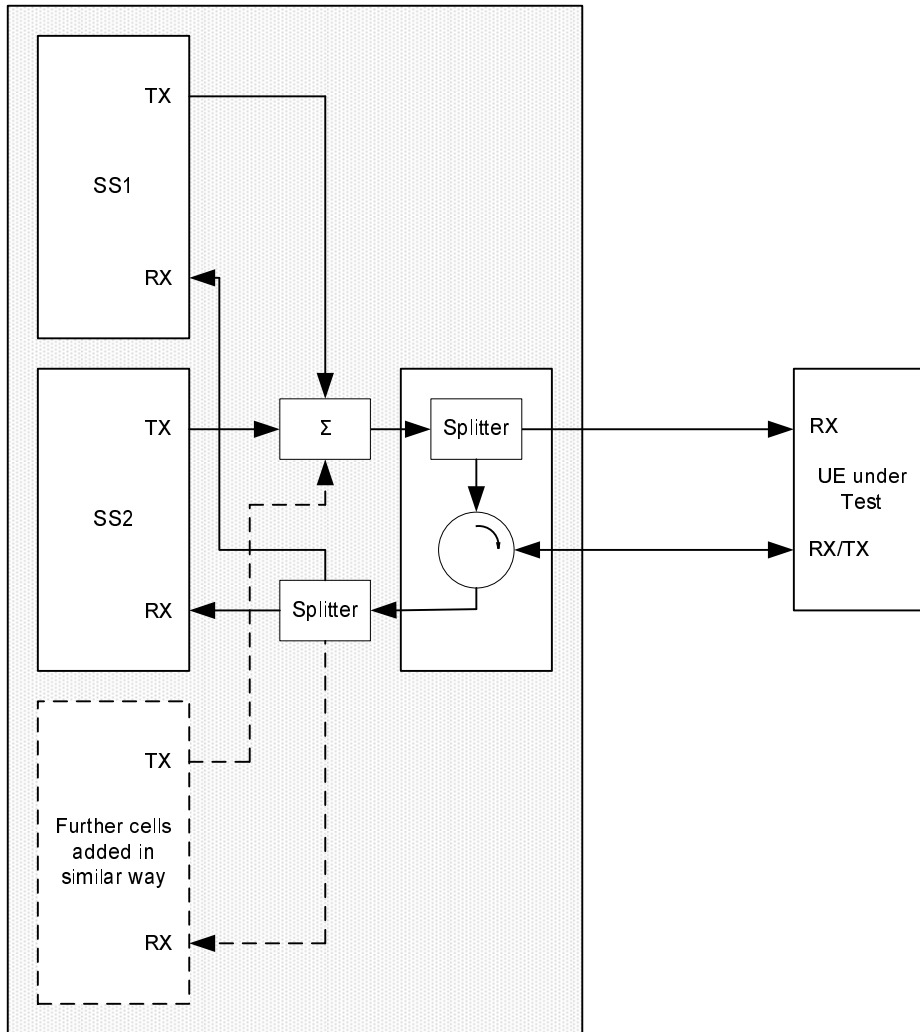 TX
SS1
RX
TX
SS2
RX
Σ
Splitter
Splitter
RX
UE under
Test
RX/TX
TX
Further cells
added in
similar way
RX